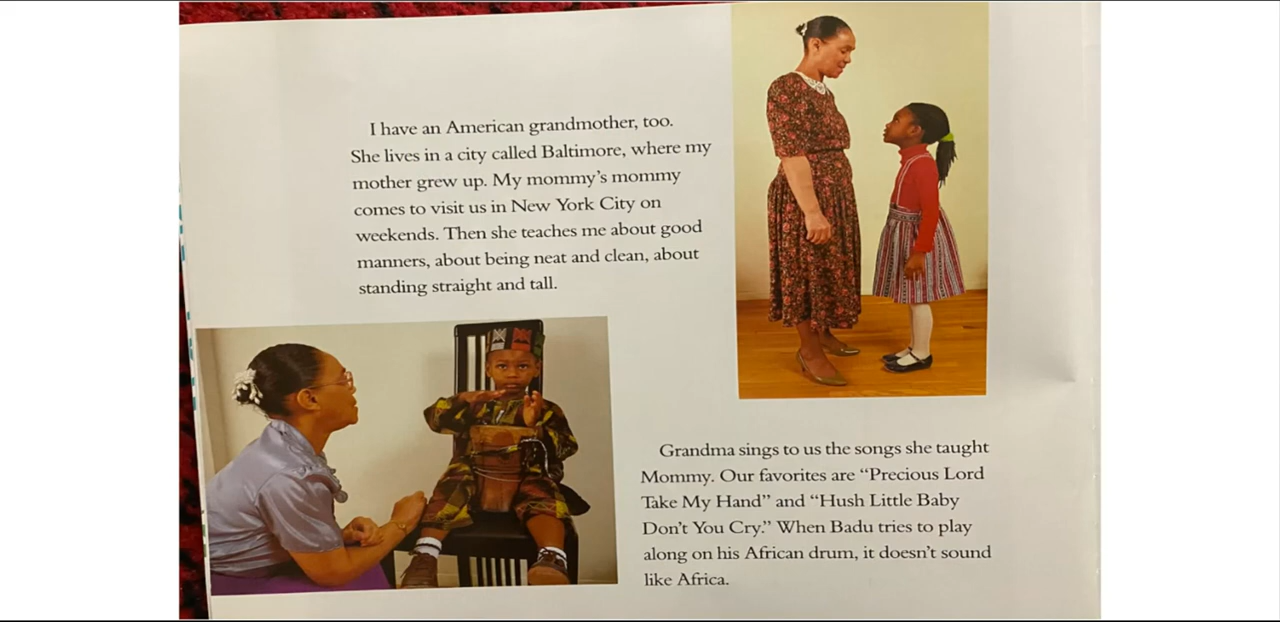 I have an American grandmother, too.
She lives in a city called Baltimore, where my
mother grew up. My mommy's mommy
comes to visit us in New York City on
weekends. Then she teaches me about good
manners, about being neat and clean, about
standing straight and tall.
Grandma sings to us the songs she taught
Mommy. Our favorites are “Precious Lord
Take My Hand” and “Hush Little Baby
Don't You Cry.” When Badu tries to play
along on his African drum, it doesn't sound
like Africa.